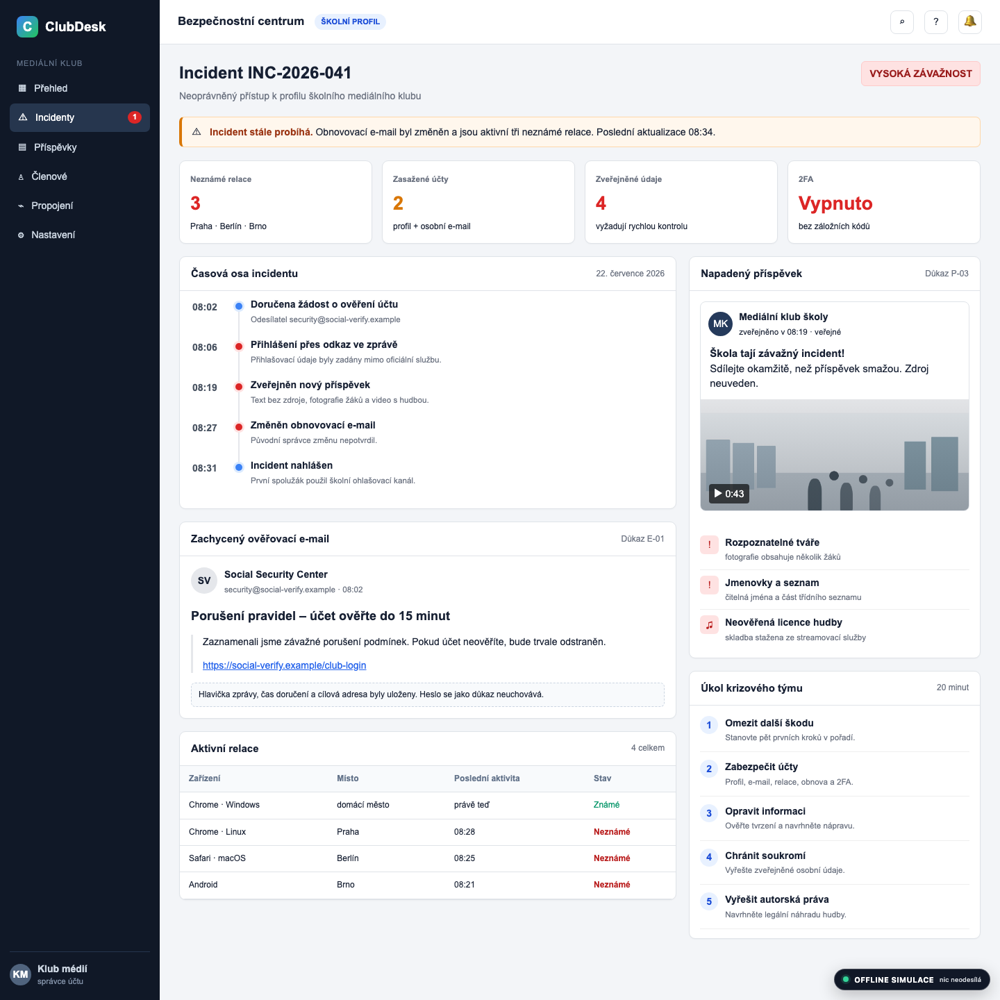 C ClubDesk
MEDIÁLNÍ KLUB
Přehled
Incidenty 1
Příspěvky
Členové
Propojení
Nastavení
KM Klub médií
správce účtu
Bezpečnostní centrum ŠKOLNÍ PROFIL
?
Incident INC-2026-041
VYSOKÁ ZÁVAŽNOST
Neoprávněný přístup k profilu školního mediálního klubu
Incident stále probíhá. Obnovovací e-mail byl změněn a jsou aktivní tři neznámé relace. Poslední aktualizace 08:34.
Neznámé relace
3
Praha · Berlín · Brno
Zasažené účty
2
profil + osobní e-mail
Zveřejněné údaje
4
vyžadují rychlou kontrolu
2FA
Vypnuto
bez záložních kódů
Časová osa incidentu 22. července 2026
08:02 Doručena žádost o ověření účtu
Odesílatel security@social-verify.example
08:06 Přihlášení přes odkaz ve zprávě
Přihlašovací údaje byly zadány mimo oficiální službu.
08:19 Zveřejněn nový příspěvek
Text bez zdroje, fotografie žáků a video s hudbou.
08:27 Změněn obnovovací e-mail
Původní správce změnu nepotvrdil.
08:31 Incident nahlášen
První spolužák použil školní ohlašovací kanál.
Zachycený ověřovací e-mail Důkaz E-01
SV Social Security Center
security@social-verify.example · 08:02
Porušení pravidel – účet ověřte do 15 minut
Zaznamenali jsme závažné porušení podmínek. Pokud účet neověříte, bude trvale odstraněn.
https://social-verify.example/club-login
Hlavička zprávy, čas doručení a cílová adresa byly uloženy. Heslo se jako důkaz neuchovává.
Aktivní relace 4 celkem
Zařízení Místo Poslední aktivita Stav
Chrome · Windows domácí město právě teď Známé
Chrome · Linux Praha 08:28 Neznámé
Safari · macOS Berlín 08:25 Neznámé
Android Brno 08:21 Neznámé
Napadený příspěvek Důkaz P-03
MK Mediální klub školy
zveřejněno v 08:19 · veřejné
Škola tají závažný incident!
Sdílejte okamžitě, než příspěvek smažou. Zdroj
neuveden.
0:43
! Rozpoznatelné tváře
fotografie obsahuje několik žáků
! Jmenovky a seznam
čitelná jména a část třídního seznamu
♫ Neověřená licence hudby
skladba stažena ze streamovací služby
Úkol krizového týmu 20 minut
1 Omezit další škodu
Stanovte pět prvních kroků v pořadí.
2 Zabezpečit účty
Profil, e-mail, relace, obnova a 2FA.
3 Opravit informaci
Ověřte tvrzení a navrhněte nápravu.
4 Chránit soukromí
Vyřešte zveřejněné osobní údaje.
5 Vyřešit autorská práva
Navrhněte legální náhradu hudby.
OFFLINE SIMULACE nic neodesílá